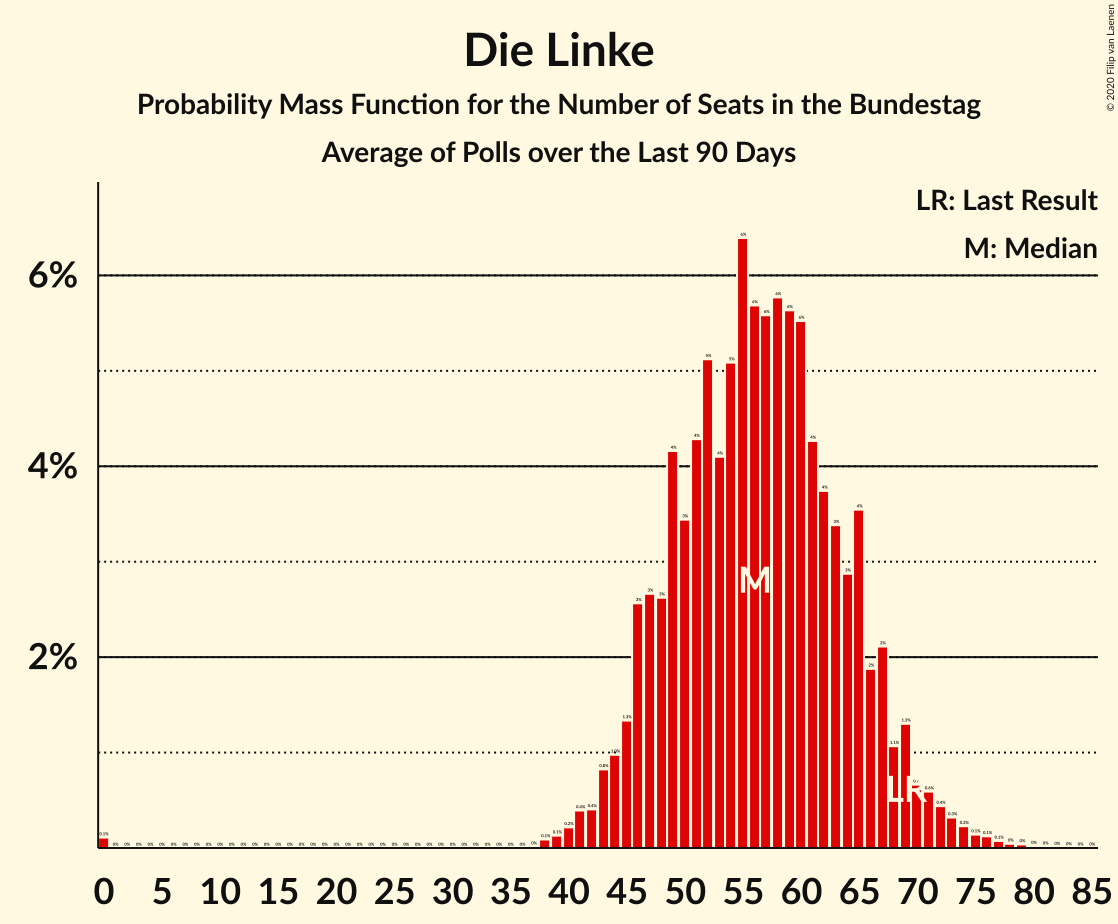 Die Linke
Probability Mass Function for the Number of Seats in the Bundestag
Average of Polls over the Last 90 Days
© 2020 Filip van Laenen
LR: Last Result
M: Median
6%
4%
2%
M
LR
0 5 10 15 20 25 30 35 40 45 50 55 60 65 70 75 80 85